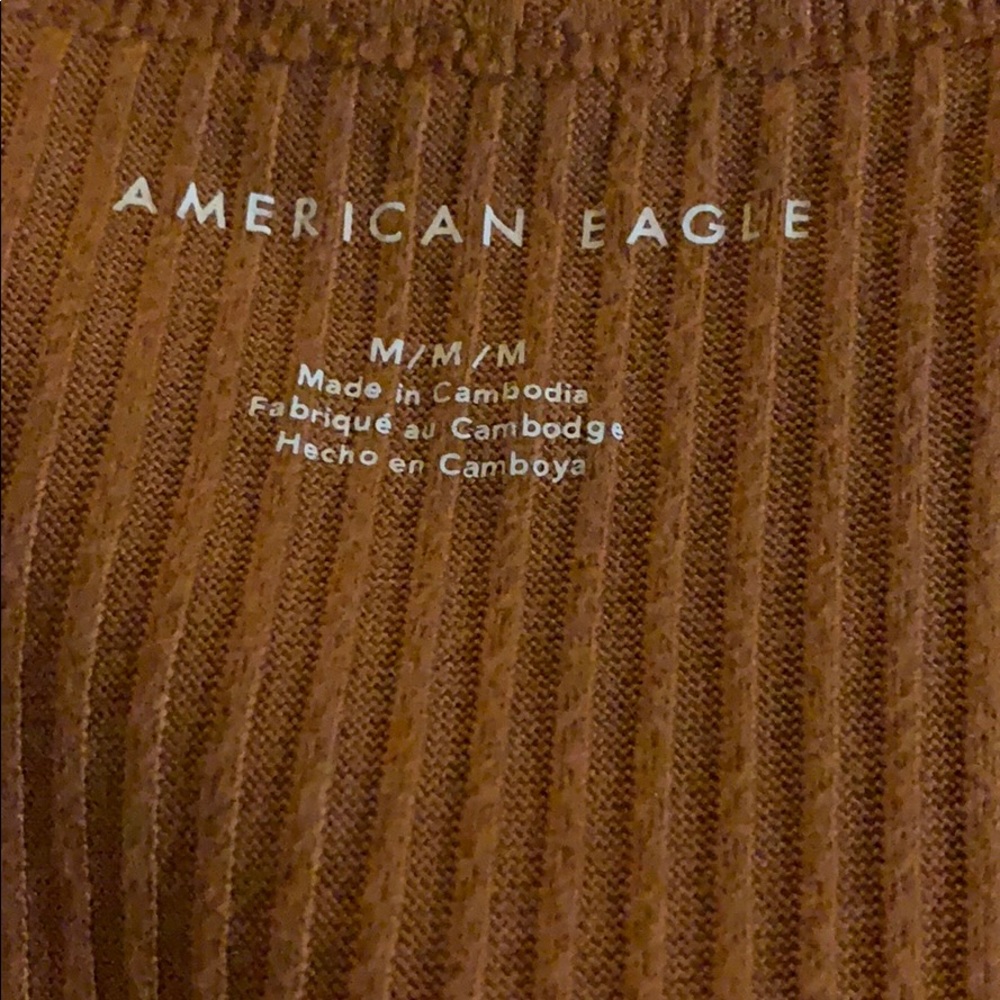 AMERICAN EAGLE
M/M/M
Made in Cambodia
Fabriqué au Cambodge
Hecho en Camboya